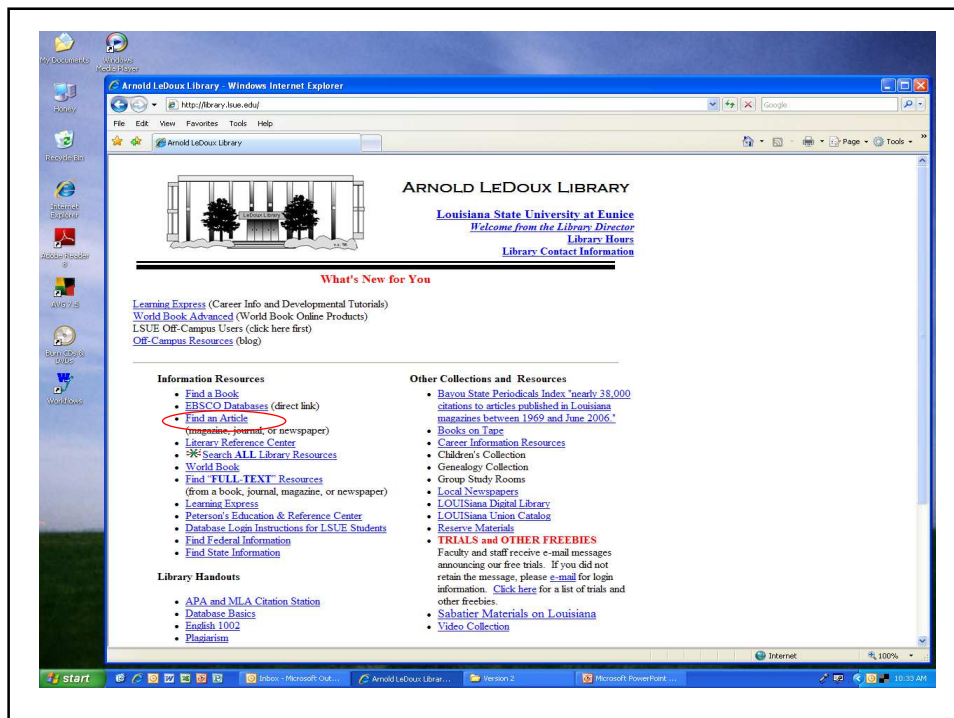 My Documents
Windows
Media Player
Honey
Recycle Bin
Internet
Explorer
Adobe Reader
8
AVG 7.5
Burn CDs &
DVDs
Workflows
Arnold LeDoux Library - Windows Internet Explorer
http://library.lsue.edu/
Google
File Edit View Favorites Tools Help
Arnold LeDoux Library
Page Tools
LeDoux Library
ARNOLD LEDOUX LIBRARY
Louisiana State University at Eunice
Welcome from the Library Director
Library Hours
Library Contact Information
What's New for You
Learning Express (Career Info and Developmental Tutorials)
World Book Advanced (World Book Online Products)
LSUE Off-Campus Users (click here first)
Off-Campus Resources (blog)
Information Resources
• Find a Book
• EBSCO Databases (direct link)
• Find an Article
(magazine, journal, or newspaper)
• Literary Reference Center
• Search ALL Library Resources
• World Book
• Find "FULL-TEXT" Resources
(from a book, journal, magazine, or newspaper)
• Learning Express
• Peterson's Education & Reference Center
• Database Login Instructions for LSUE Students
• Find Federal Information
• Find State Information
Library Handouts
• APA and MLA Citation Station
• Database Basics
• English 1002
• Plagiarism
Other Collections and Resources
• Bayou State Periodicals Index "nearly 38,000
citations to articles published in Louisiana
magazines between 1969 and June 2006."
• Books on Tape
• Career Information Resources
• Children's Collection
• Genealogy Collection
• Group Study Rooms
• Local Newspapers
• LOUISiana Digital Library
• LOUISiana Union Catalog
• Reserve Materials
• TRIALS and OTHER FREEBIES
Faculty and staff receive e-mail messages
announcing our free trials. If you did not
retain the message, please e-mail for login
information. Click here for a list of trials and
other freebies.
• Sabatier Materials on Louisiana
• Video Collection
Internet
100%
start
Inbox - Microsoft Out...
Arnold LeDoux Librar...
Version 2
Microsoft PowerPoint ...
10:33 AM